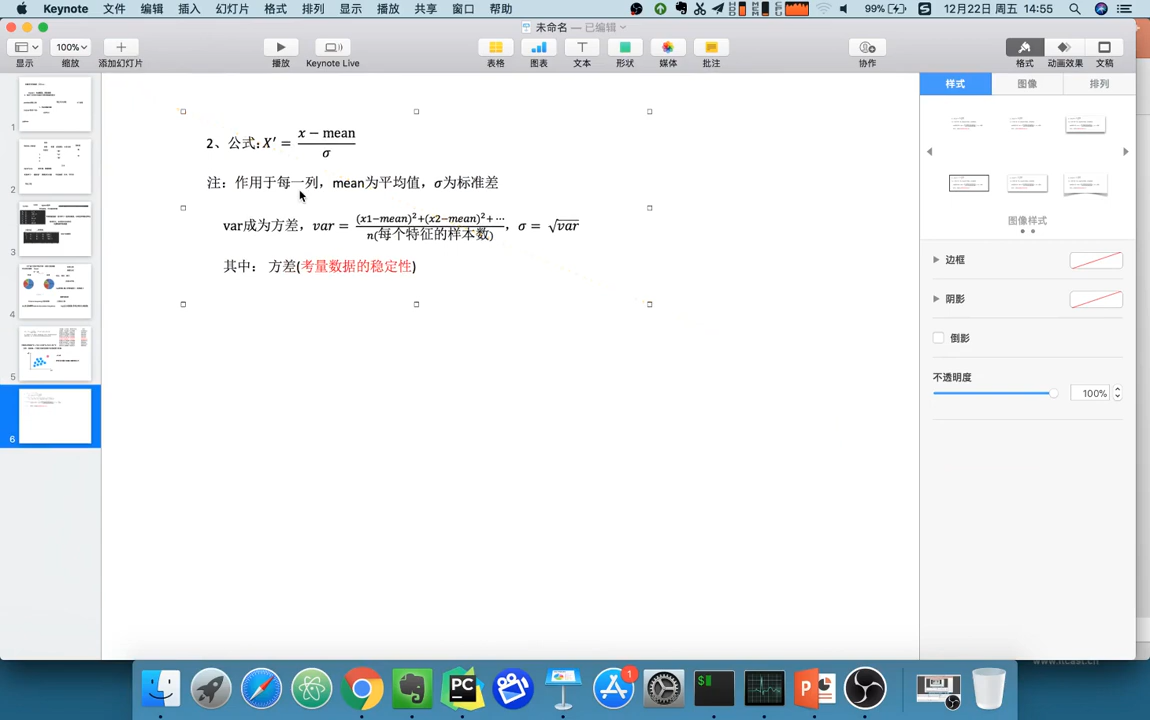 Keynote 文件 编辑 插入 幻灯片 格式 排列 显示 播放 共享 窗口 帮助 99% 12月22日 周五 14:55
未命名 — 已编辑
100%
显示 缩放 添加幻灯片 播放 Keynote Live 表格 图表 文本 形状 媒体 批注 协作 格式 动画效果 文稿
样式 图像 排列
2、公式: X′ = (x − mean)/σ
注：作用于每一列，mean为平均值，σ为标准差
var成为方差，var = ((x1−mean)²+(x2−mean)²+ ⋯)/(n(每个特征的样本数))，σ = √var
其中： 方差(考量数据的稳定性)
图像样式
边框
阴影
倒影
不透明度
100%
1
2
3
4
5
6
1
PC
$